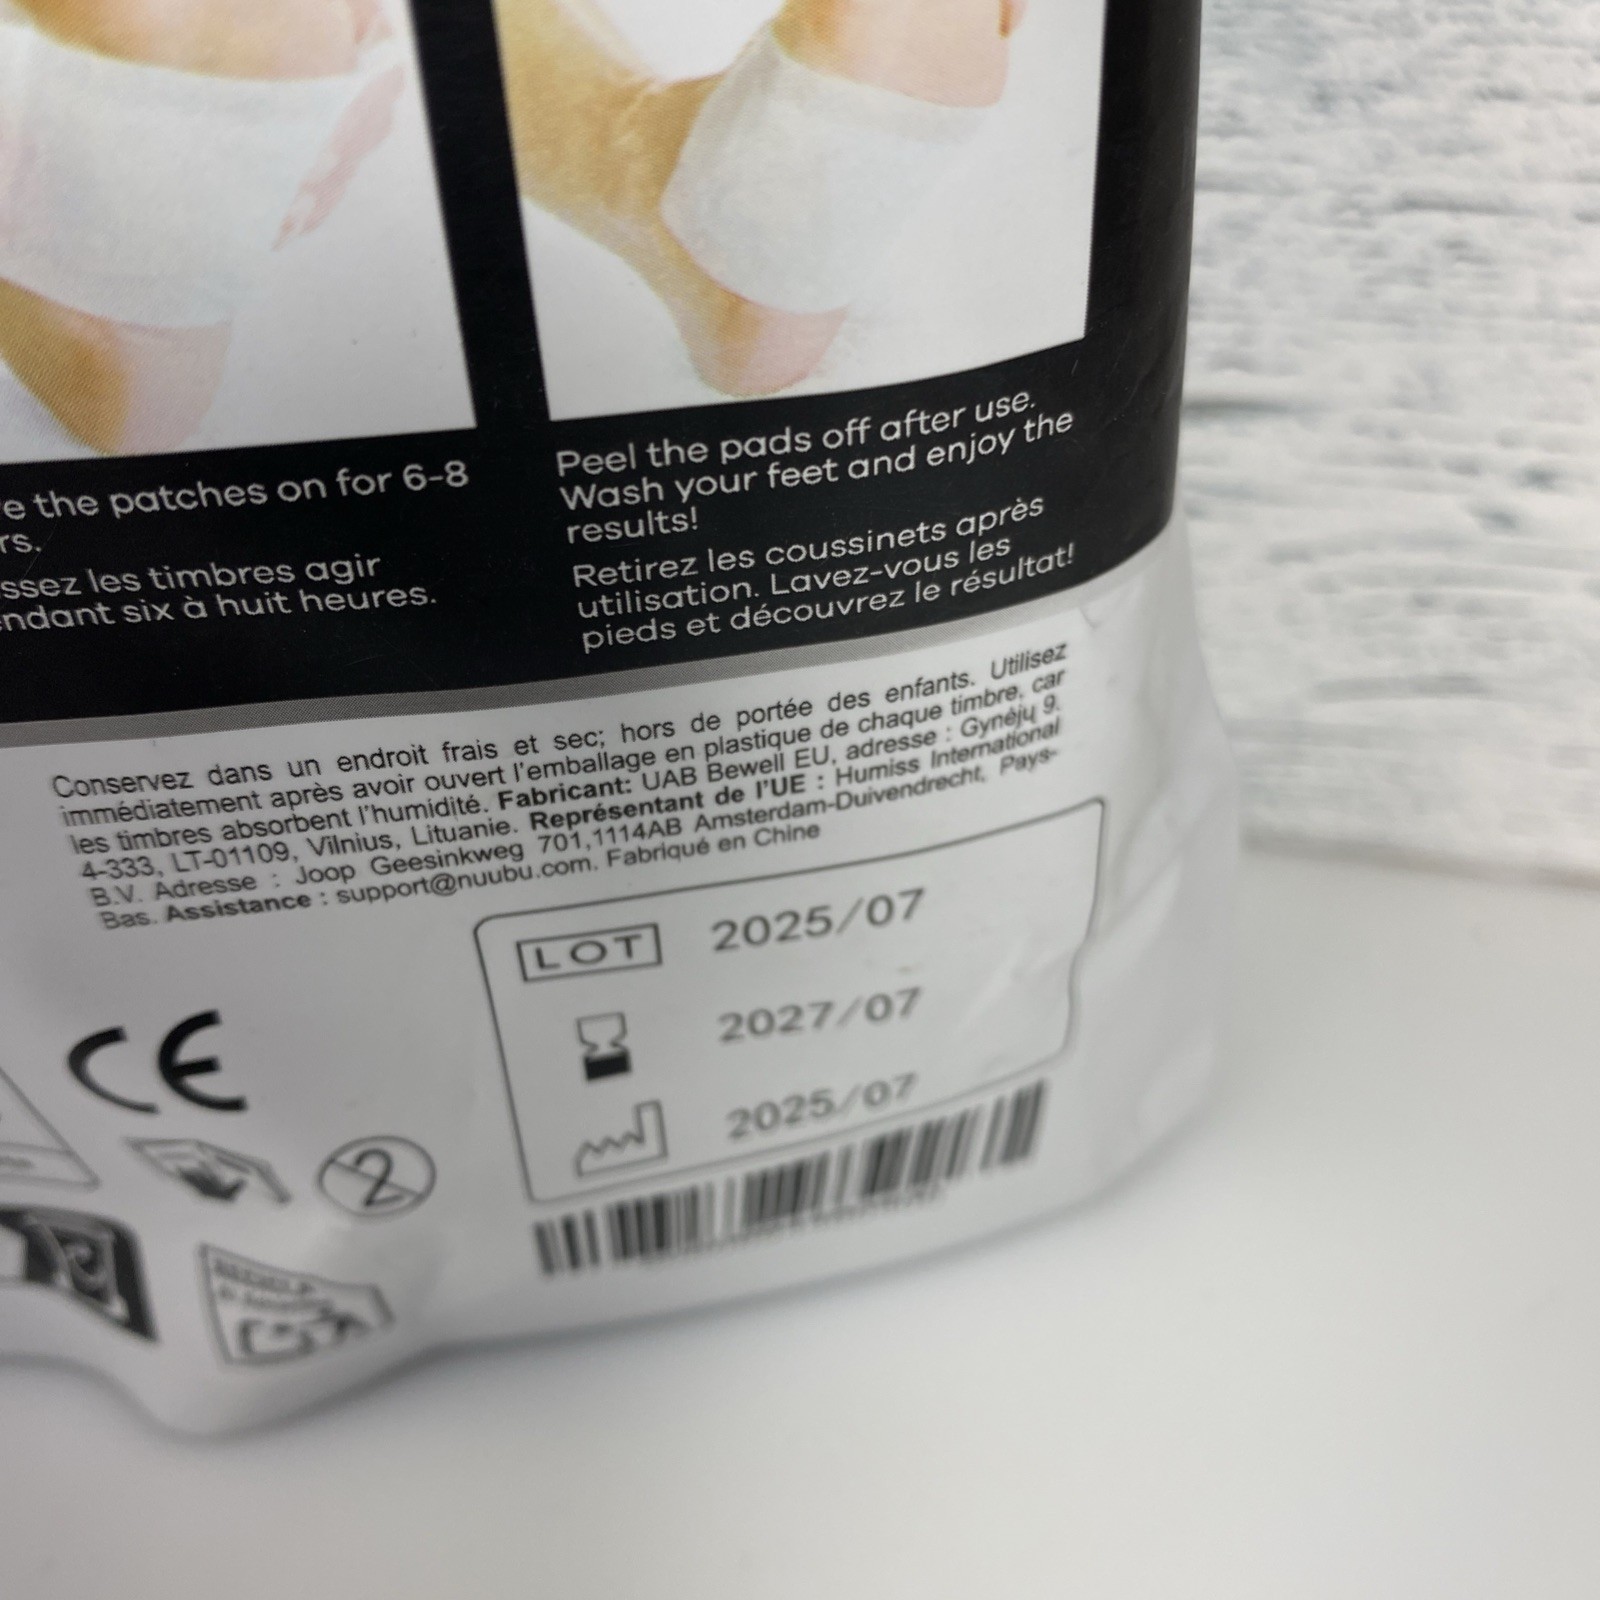 e the patches on for 6-8
rs.
ssez les timbres agir
ndant six à huit heures.
Peel the pads off after use.
Wash your feet and enjoy the
results!
Retirez les coussinets après
utilisation. Lavez-vous les
pieds et découvrez le résultat!
Conservez dans un endroit frais et sec; hors de portée des enfants. Utilisez
immédiatement après avoir ouvert l'emballage en plastique de chaque timbre, car
les timbres absorbent l'humidité. Fabricant: UAB Bewell EU, adresse : Gynėjų 9.
4-333, LT-01109, Vilnius, Lituanie. Représentant de l'UE : Humiss International
B.V. Adresse : Joop Geesinkweg 701,1114AB Amsterdam-Duivendrecht, Pays-
Bas. Assistance : support@nuubu.com. Fabriqué en Chine
LOT 2025/07
2027/07
2025/07
CE
2